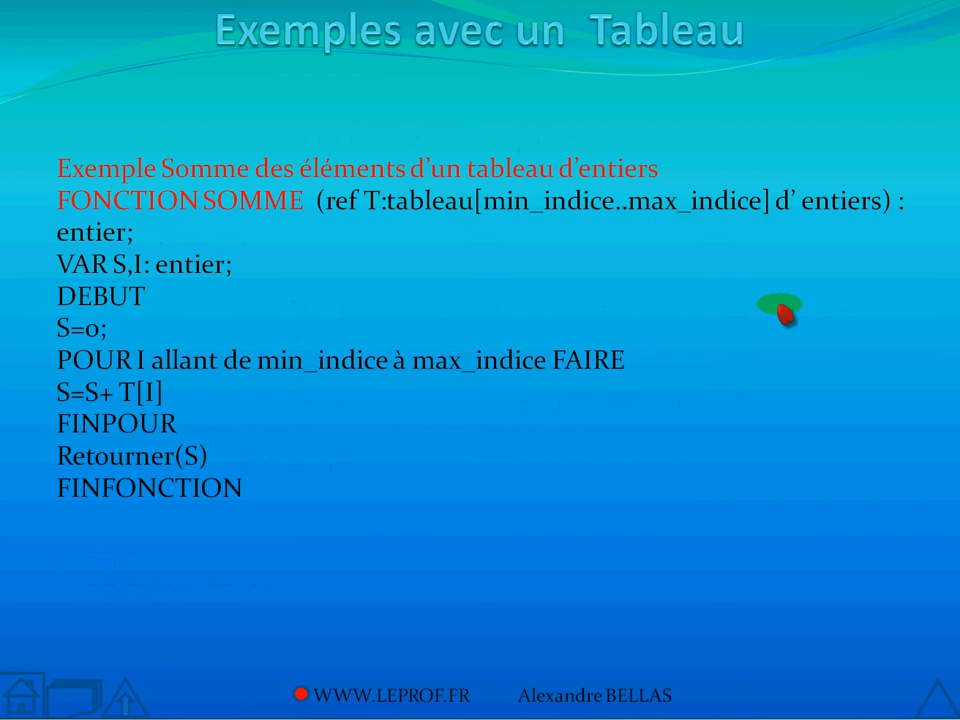 Exemples avec un Tableau
Exemple Somme des éléments d’un tableau d’entiers
FONCTION SOMME (ref T:tableau[min_indice..max_indice] d’ entiers) :
entier;
VAR S,I: entier;
DEBUT
S=0;
POUR I allant de min_indice à max_indice FAIRE
S=S+ T[I]
FINPOUR
Retourner(S)
FINFONCTION
WWW.LEPROF.FR Alexandre BELLAS